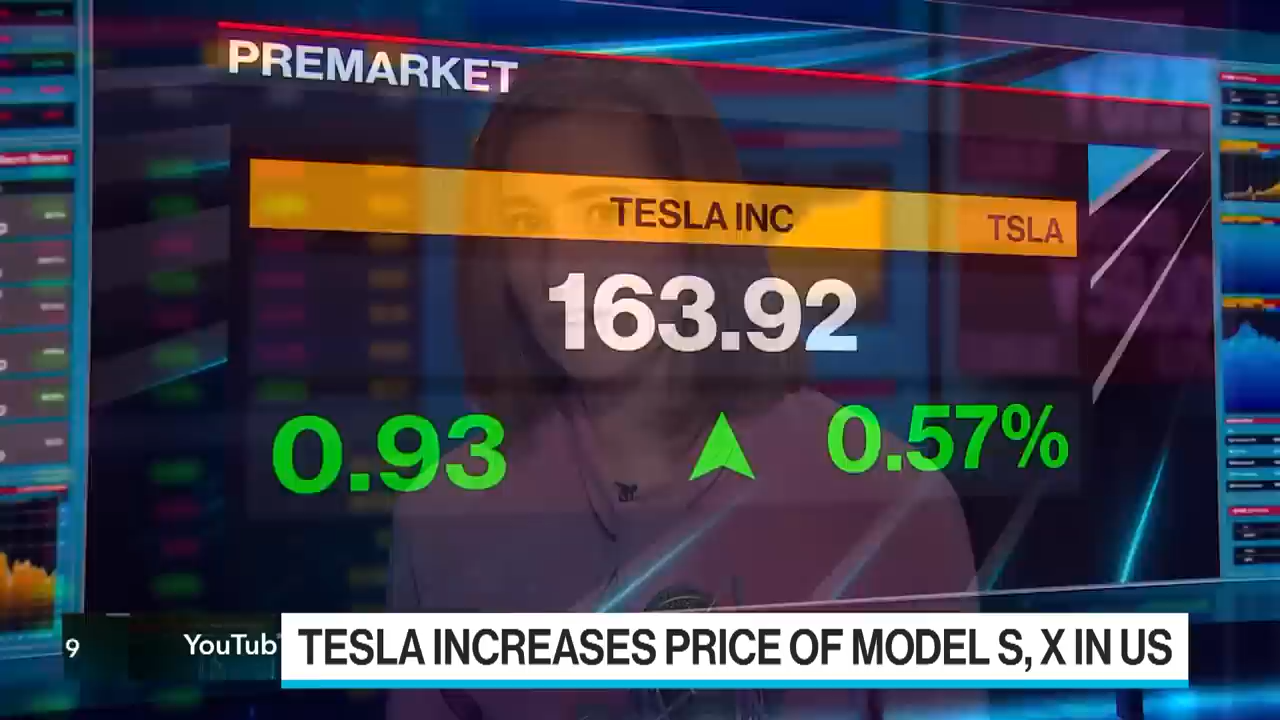 PREMARKET
TESLA INC
TSLA
163.92
0.93
0.57%
9
YouTub
TESLA INCREASES PRICE OF MODEL S, X IN US